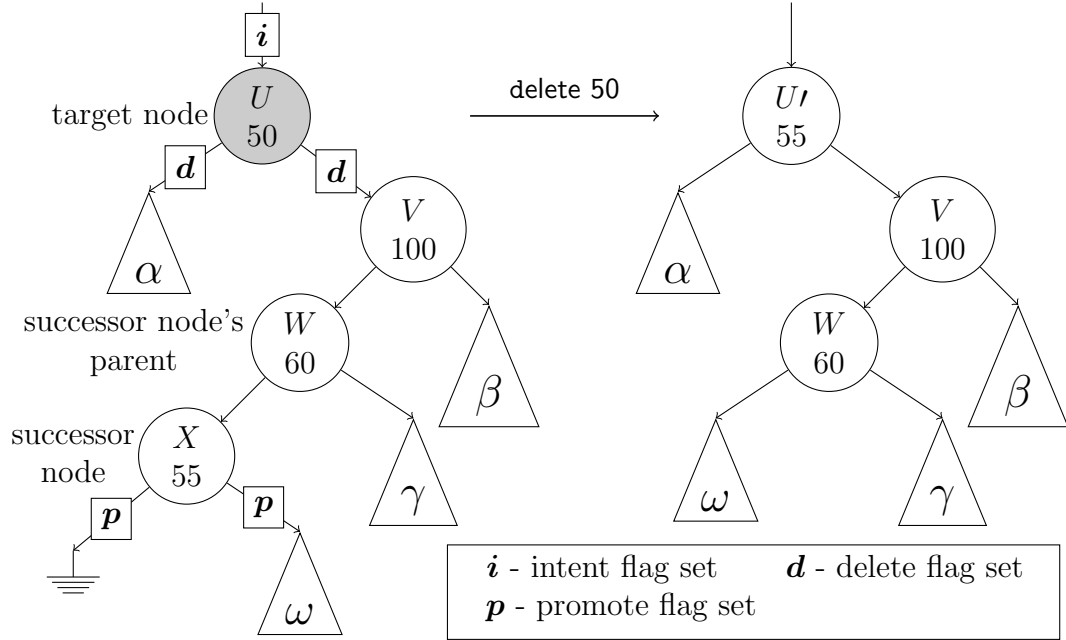 i
U
50
target node
d
d
α
V
100
successor node's
parent
W
60
β
successor
node
X
55
γ
p
p
ω
delete 50
U′
55
α
V
100
W
60
β
ω
γ
i - intent flag set d - delete flag set
p - promote flag set